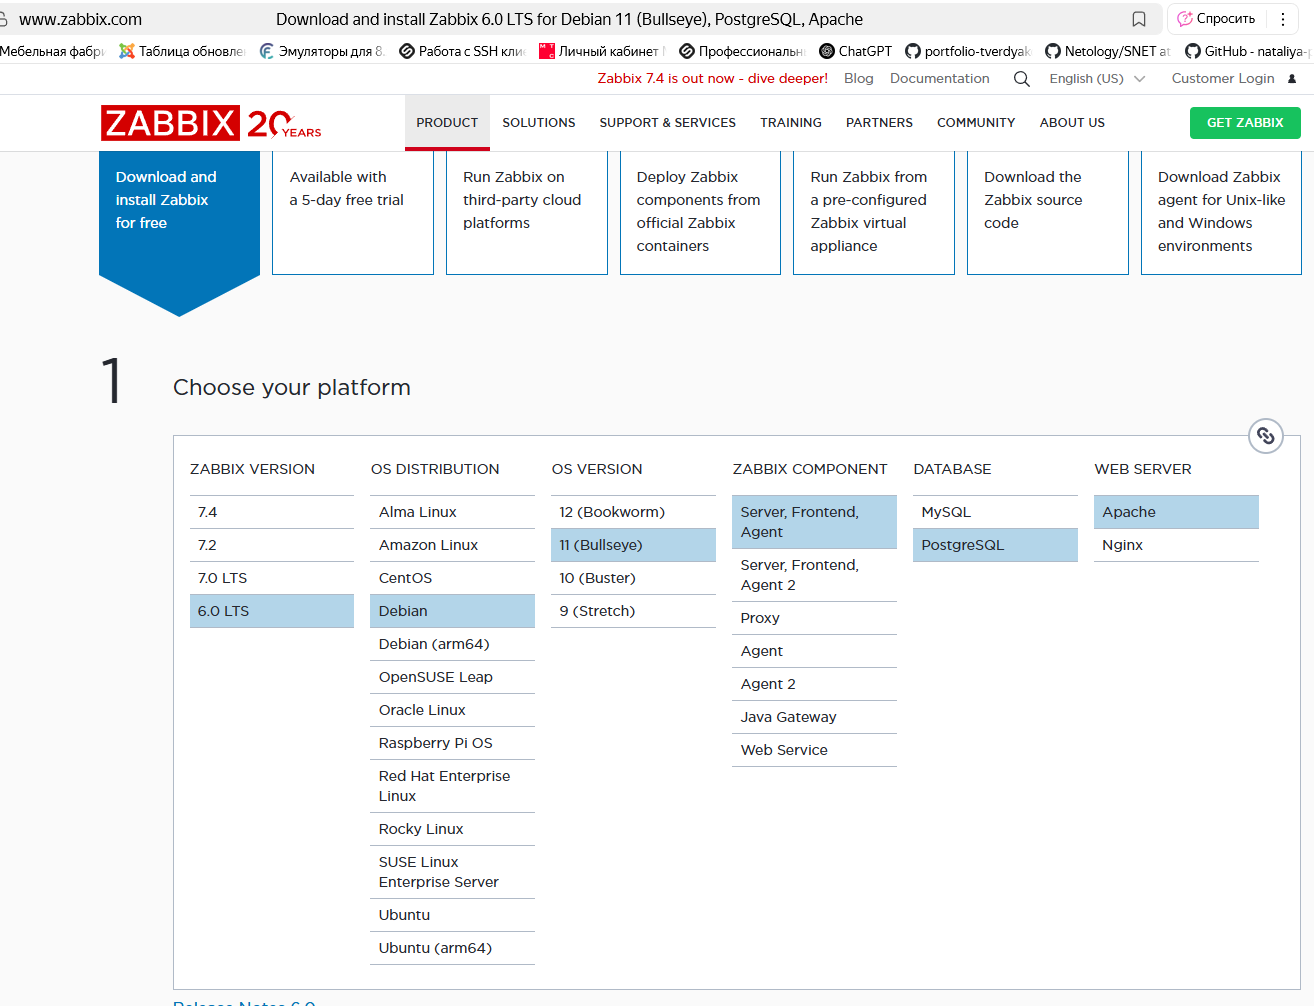 www.zabbix.com
Download and install Zabbix 6.0 LTS for Debian 11 (Bullseye), PostgreSQL, Apache
Спросить
Мебельная фабри
Таблица обновле
Эмуляторы для 8.
Работа с SSH кли
Личный кабинет
Профессиональ
ChatGPT
portfolio-tverdyak
Netology/SNET at
GitHub - nataliya-
Zabbix 7.4 is out now - dive deeper!
Blog
Documentation
English (US)
Customer Login
ZABBIX 20 YEARS
PRODUCT
SOLUTIONS
SUPPORT & SERVICES
TRAINING
PARTNERS
COMMUNITY
ABOUT US
GET ZABBIX
Download and
install Zabbix
for free
Available with
a 5-day free trial
Run Zabbix on
third-party cloud
platforms
Deploy Zabbix
components from
official Zabbix
containers
Run Zabbix from
a pre-configured
Zabbix virtual
appliance
Download the
Zabbix source
code
Download Zabbix
agent for Unix-like
and Windows
environments
1
Choose your platform
ZABBIX VERSION
7.4
7.2
7.0 LTS
6.0 LTS
OS DISTRIBUTION
Alma Linux
Amazon Linux
CentOS
Debian
Debian (arm64)
OpenSUSE Leap
Oracle Linux
Raspberry Pi OS
Red Hat Enterprise
Linux
Rocky Linux
SUSE Linux
Enterprise Server
Ubuntu
Ubuntu (arm64)
OS VERSION
12 (Bookworm)
11 (Bullseye)
10 (Buster)
9 (Stretch)
ZABBIX COMPONENT
Server, Frontend,
Agent
Server, Frontend,
Agent 2
Proxy
Agent
Agent 2
Java Gateway
Web Service
DATABASE
MySQL
PostgreSQL
WEB SERVER
Apache
Nginx
Release Notes 6.0